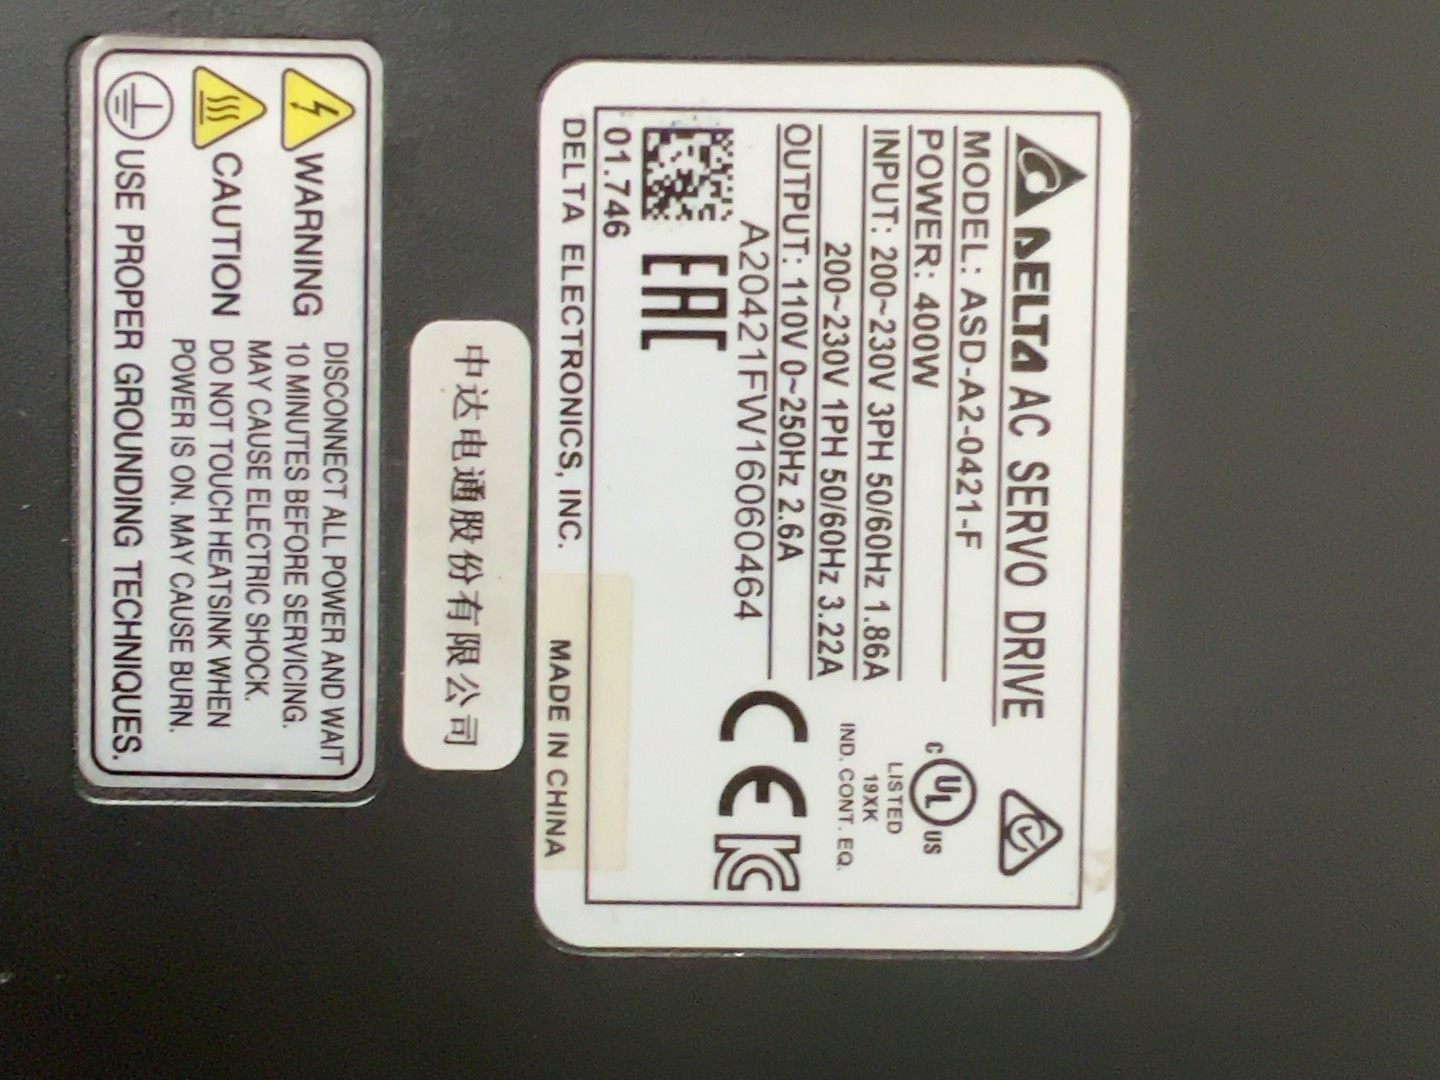 DELTA AC SERVO DRIVE
MODEL: ASD-A2-0421-F
POWER: 400W
INPUT: 200~230V 3PH 50/60Hz 1.86A
200~230V 1PH 50/60Hz 3.22A
OUTPUT: 110V 0~250Hz 2.6A
A20421FW16060464
C UL US
LISTED
19XK
IND. CONT. EQ.
CE
EAC
01.746
DELTA ELECTRONICS, INC. MADE IN CHINA
中达电通股份有限公司
WARNING
DISCONNECT ALL POWER AND WAIT
10 MINUTES BEFORE SERVICING.
MAY CAUSE ELECTRIC SHOCK.
CAUTION
DO NOT TOUCH HEATSINK WHEN
POWER IS ON. MAY CAUSE BURN.
USE PROPER GROUNDING TECHNIQUES.